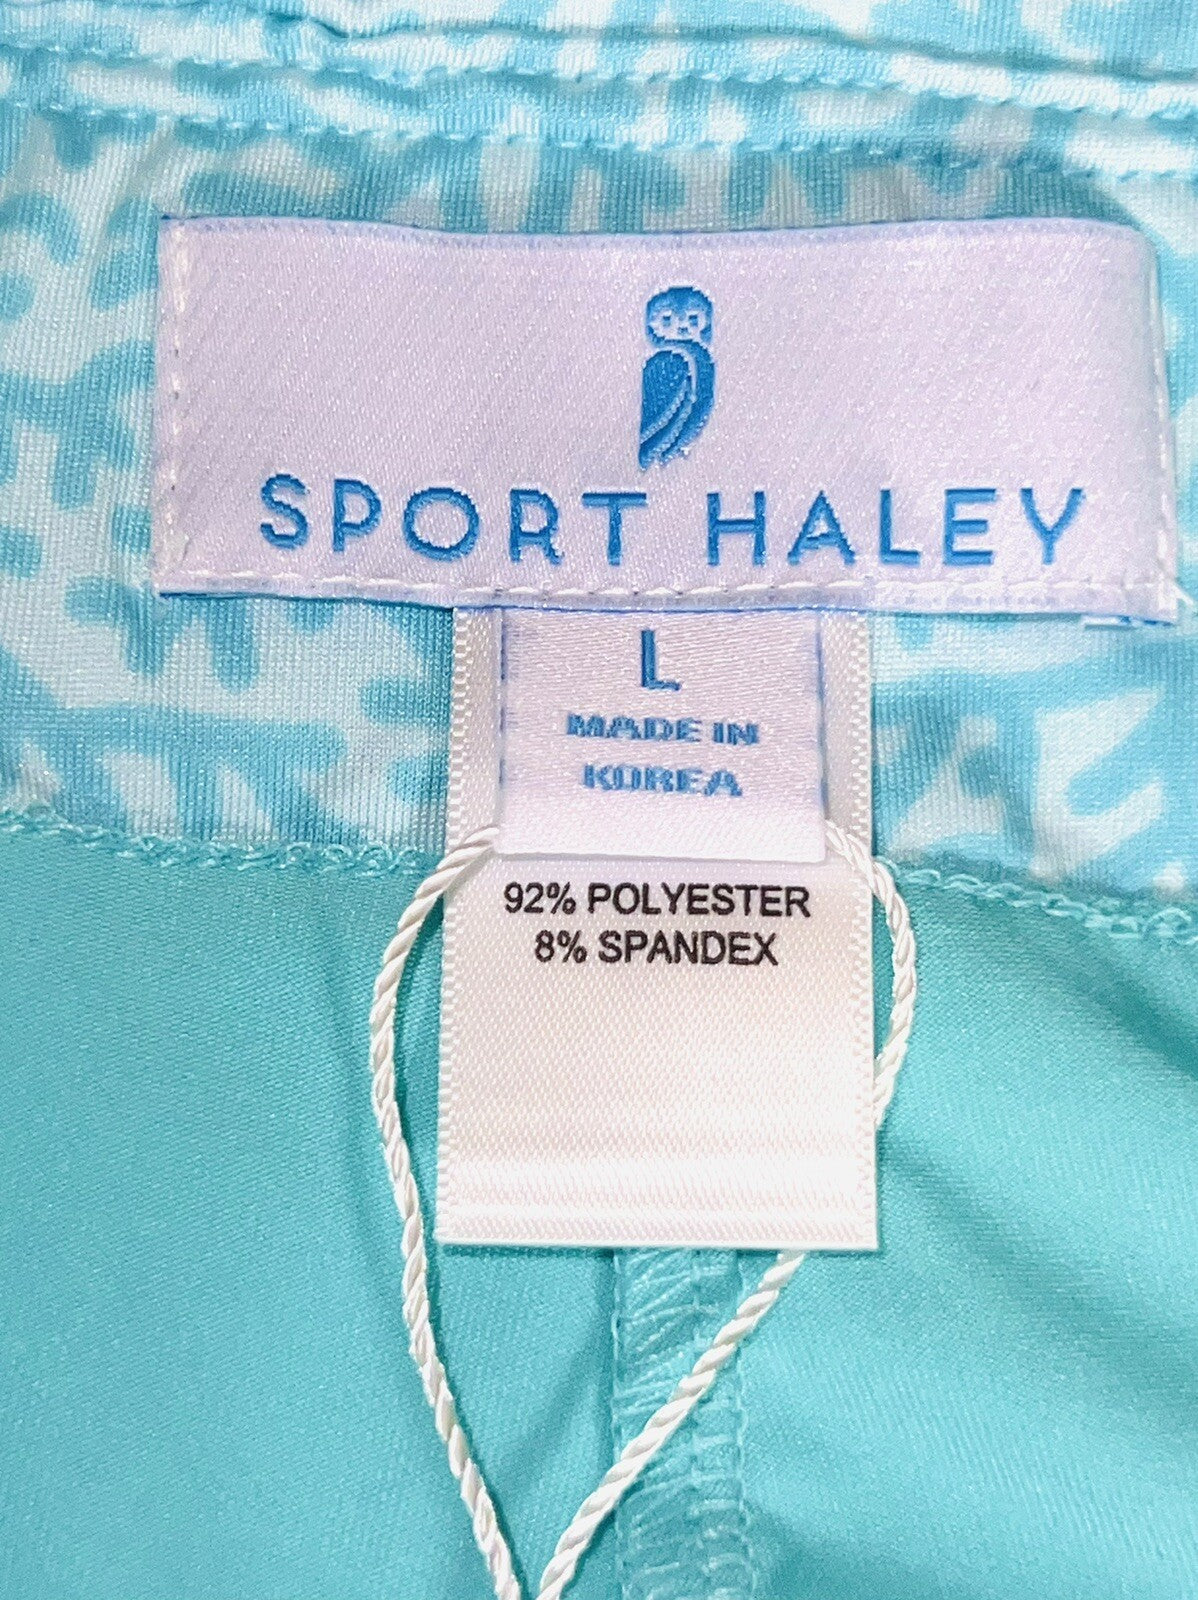 SPORT HALEY
L
MADE IN
KOREA
92% POLYESTER
8% SPANDEX